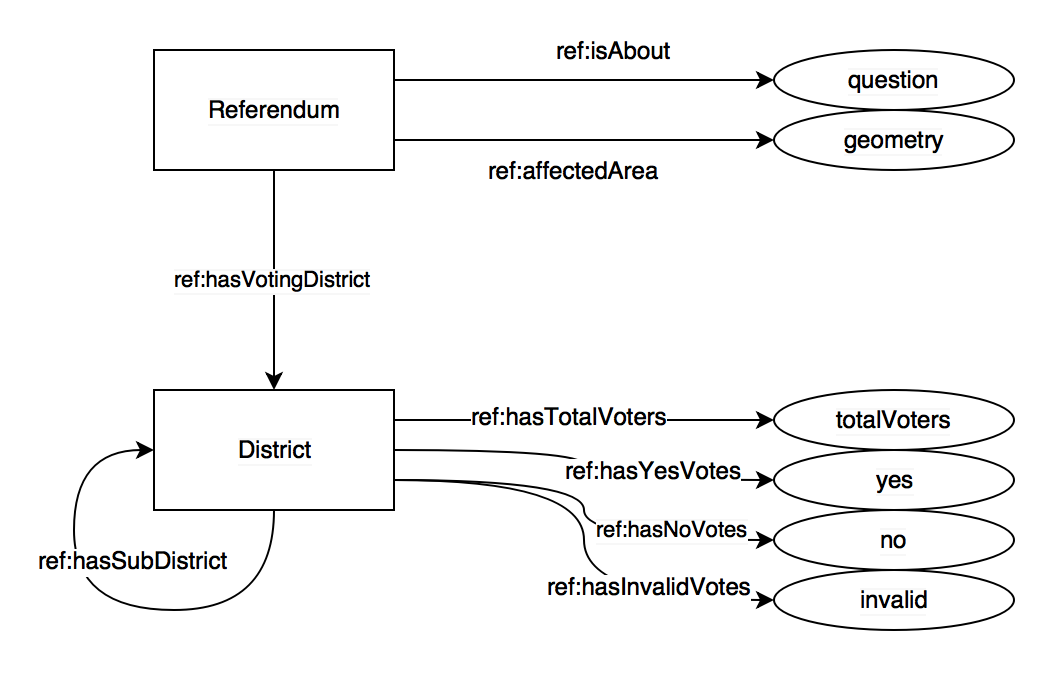 ref:isAbout
question
Referendum
geometry
ref:affectedArea
ref:hasVotingDistrict
ref:hasTotalVoters
totalVoters
District
ref:hasYesVotes
yes
ref:hasNoVotes
no
ref:hasSubDistrict
ref:hasInvalidVotes
invalid